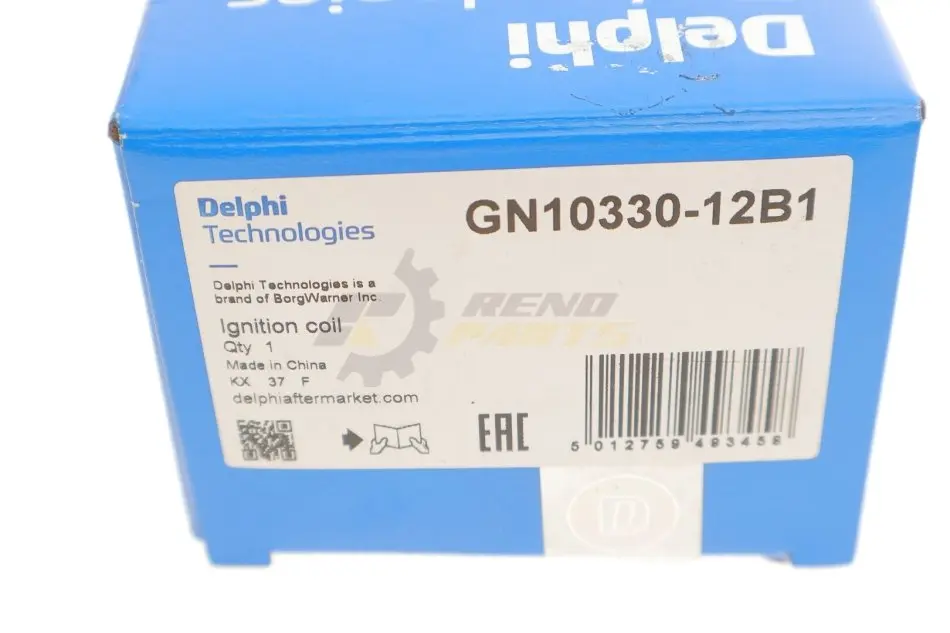 Delphi
Delphi
Technologies
GN10330-12B1
Delphi Technologies is a
brand of BorgWarner Inc.
RENO
PARTS
Ignition coil
Qty 1
Made in China
KX 37 F
delphiaftermarket.com
EAC
5 012759 493458
D